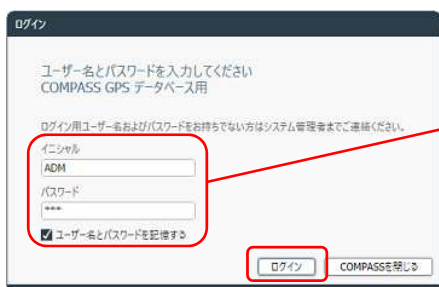 ログイン
ユーザー名とパスワードを入力してください
COMPASS GPS データベース用
ログイン用ユーザー名およびパスワードをお持ちでない方はシステム管理者までご連絡ください。
イニシャル
ADM
パスワード
***
ユーザー名とパスワードを記憶する
ログイン
COMPASSを閉じる